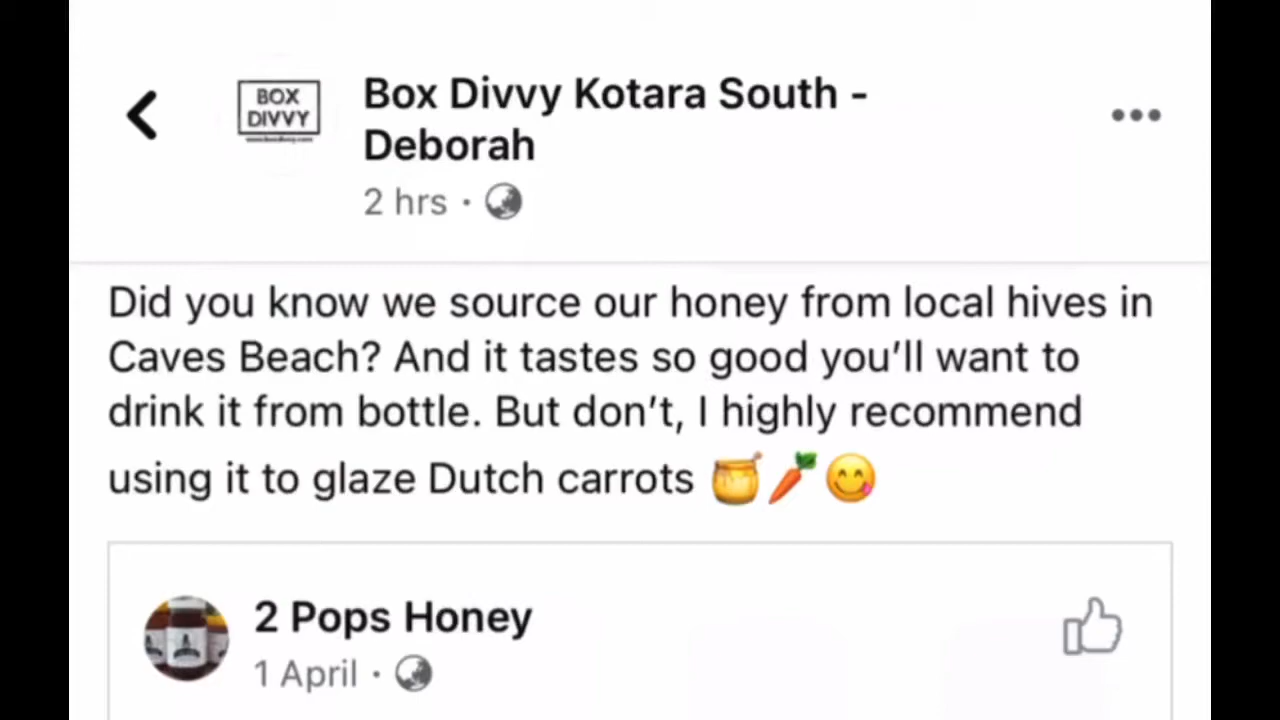 BOX
DIVVY
Box Divvy Kotara South -
Deborah
2 hrs ·
Did you know we source our honey from local hives in
Caves Beach? And it tastes so good you’ll want to
drink it from bottle. But don’t, I highly recommend
using it to glaze Dutch carrots 🍯🥕😋
2 Pops Honey
1 April ·